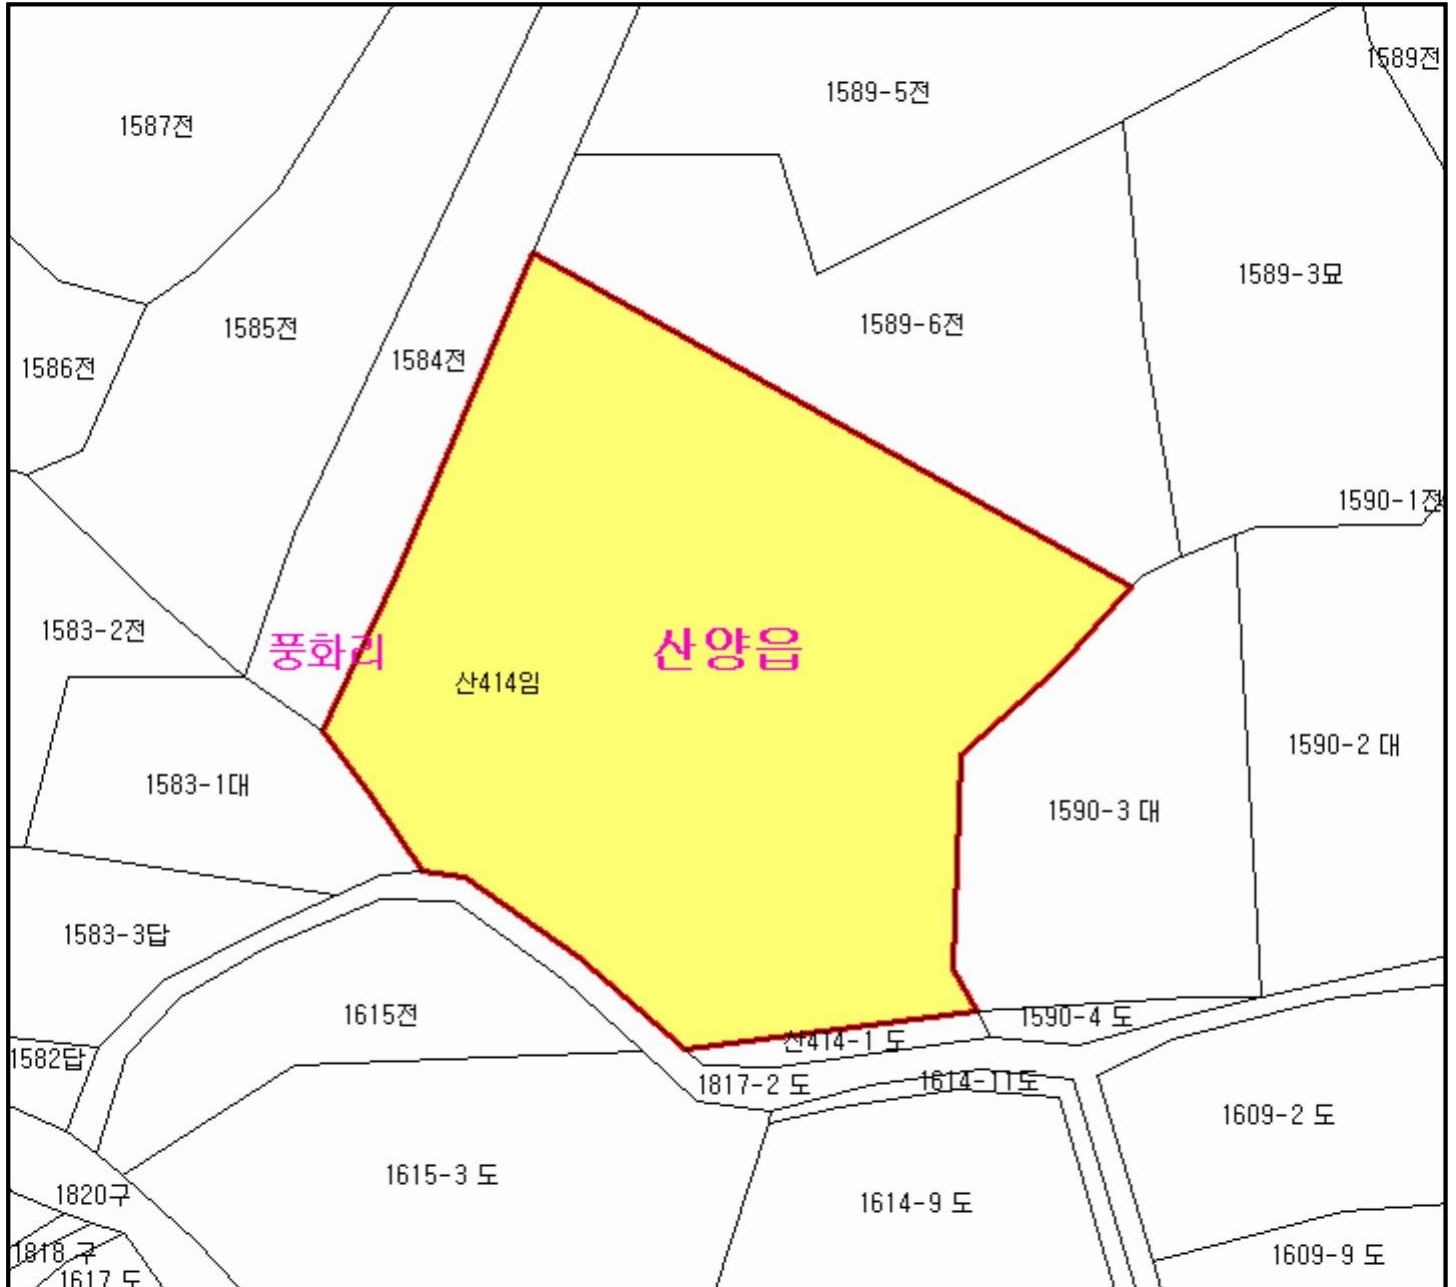 1589전
1589-5전
1587전
1589-3묘
1589-6전
1585전
1584전
1586전
1590-1전
1583-2전
풍화리
산양읍
산414임
1590-2 대
1583-1대
1590-3 대
1583-3답
1615전
1590-4 도
산414-1 도
1582답
1817-2 도
1614-11도
1609-2 도
1615-3 도
1820구
1614-9 도
1818 구
1609-9 도
1617 도